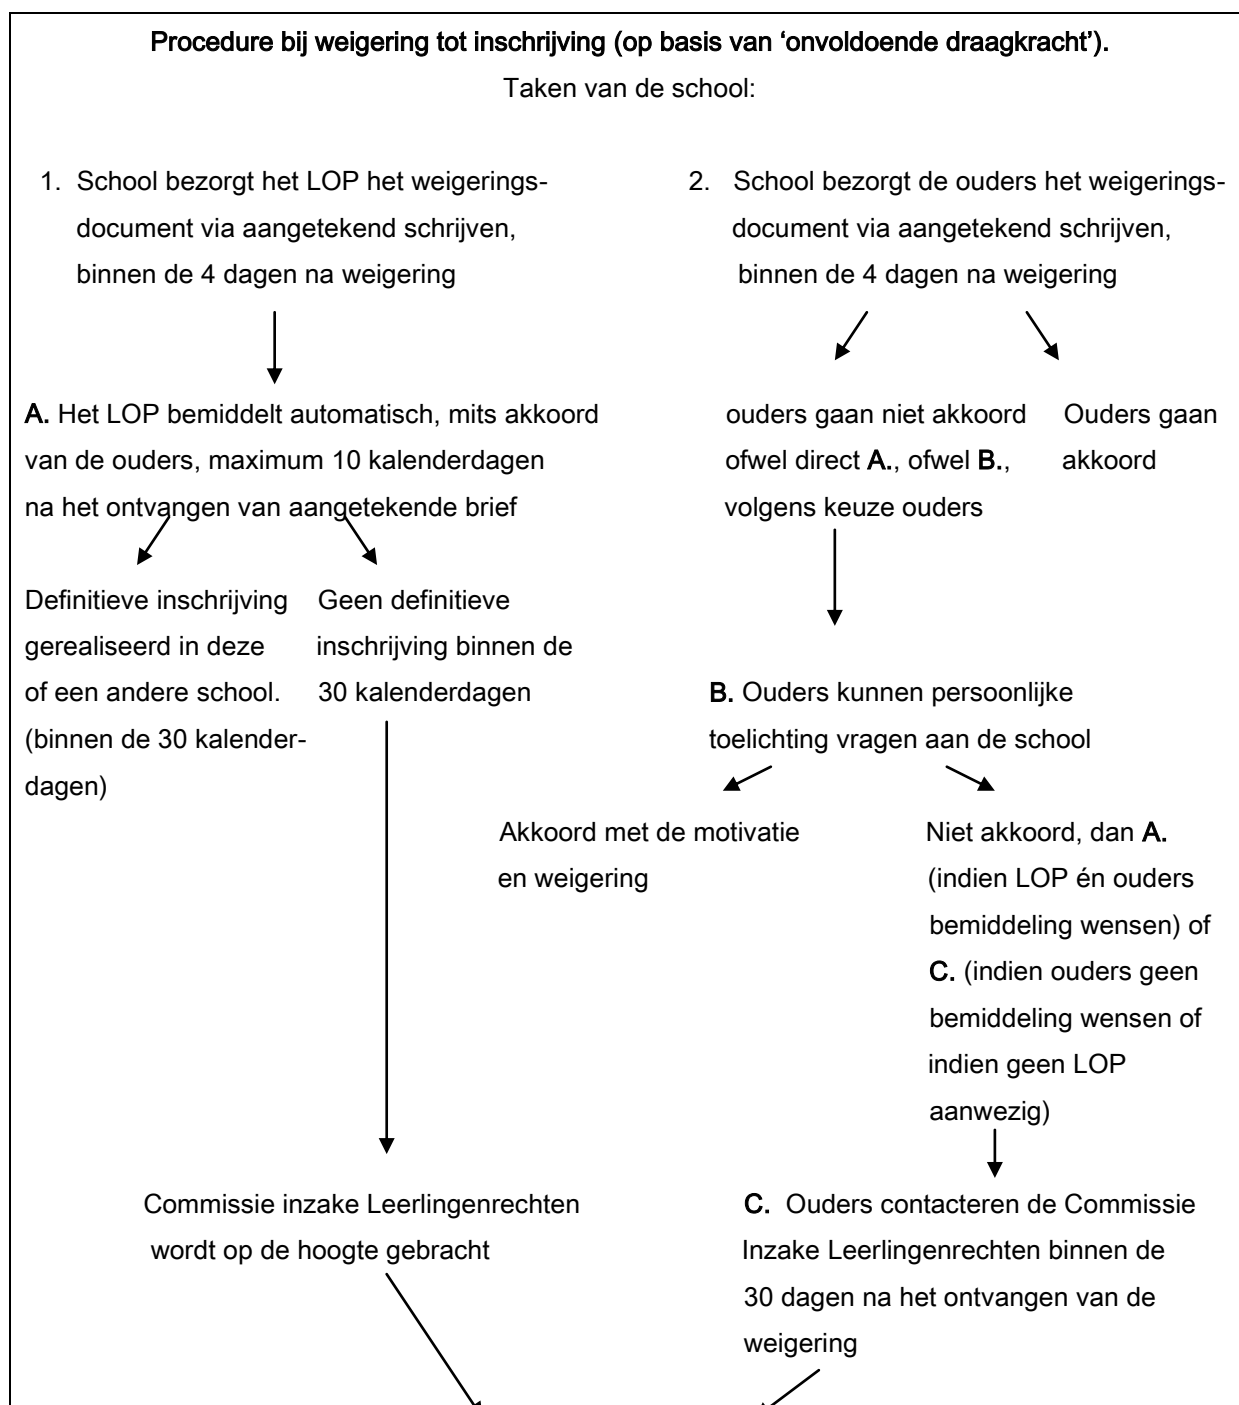 Procedure bij weigering tot inschrijving (op basis van ‘onvoldoende draagkracht’).
Taken van de school:
1. School bezorgt het LOP het weigerings-
document via aangetekend schrijven,
binnen de 4 dagen na weigering
2. School bezorgt de ouders het weigerings-
document via aangetekend schrijven,
binnen de 4 dagen na weigering
A. Het LOP bemiddelt automatisch, mits akkoord
van de ouders, maximum 10 kalenderdagen
na het ontvangen van aangetekende brief
ouders gaan niet akkoord
ofwel direct A., ofwel B.,
volgens keuze ouders
Ouders gaan
akkoord
Definitieve inschrijving
gerealiseerd in deze
of een andere school.
(binnen de 30 kalender-
dagen)
Geen definitieve
inschrijving binnen de
30 kalenderdagen
B. Ouders kunnen persoonlijke
toelichting vragen aan de school
Akkoord met de motivatie
en weigering
Niet akkoord, dan A.
(indien LOP én ouders
bemiddeling wensen) of
C. (indien ouders geen
bemiddeling wensen of
indien geen LOP
aanwezig)
Commissie inzake Leerlingenrechten
wordt op de hoogte gebracht
C. Ouders contacteren de Commissie
Inzake Leerlingenrechten binnen de
30 dagen na het ontvangen van de
weigering